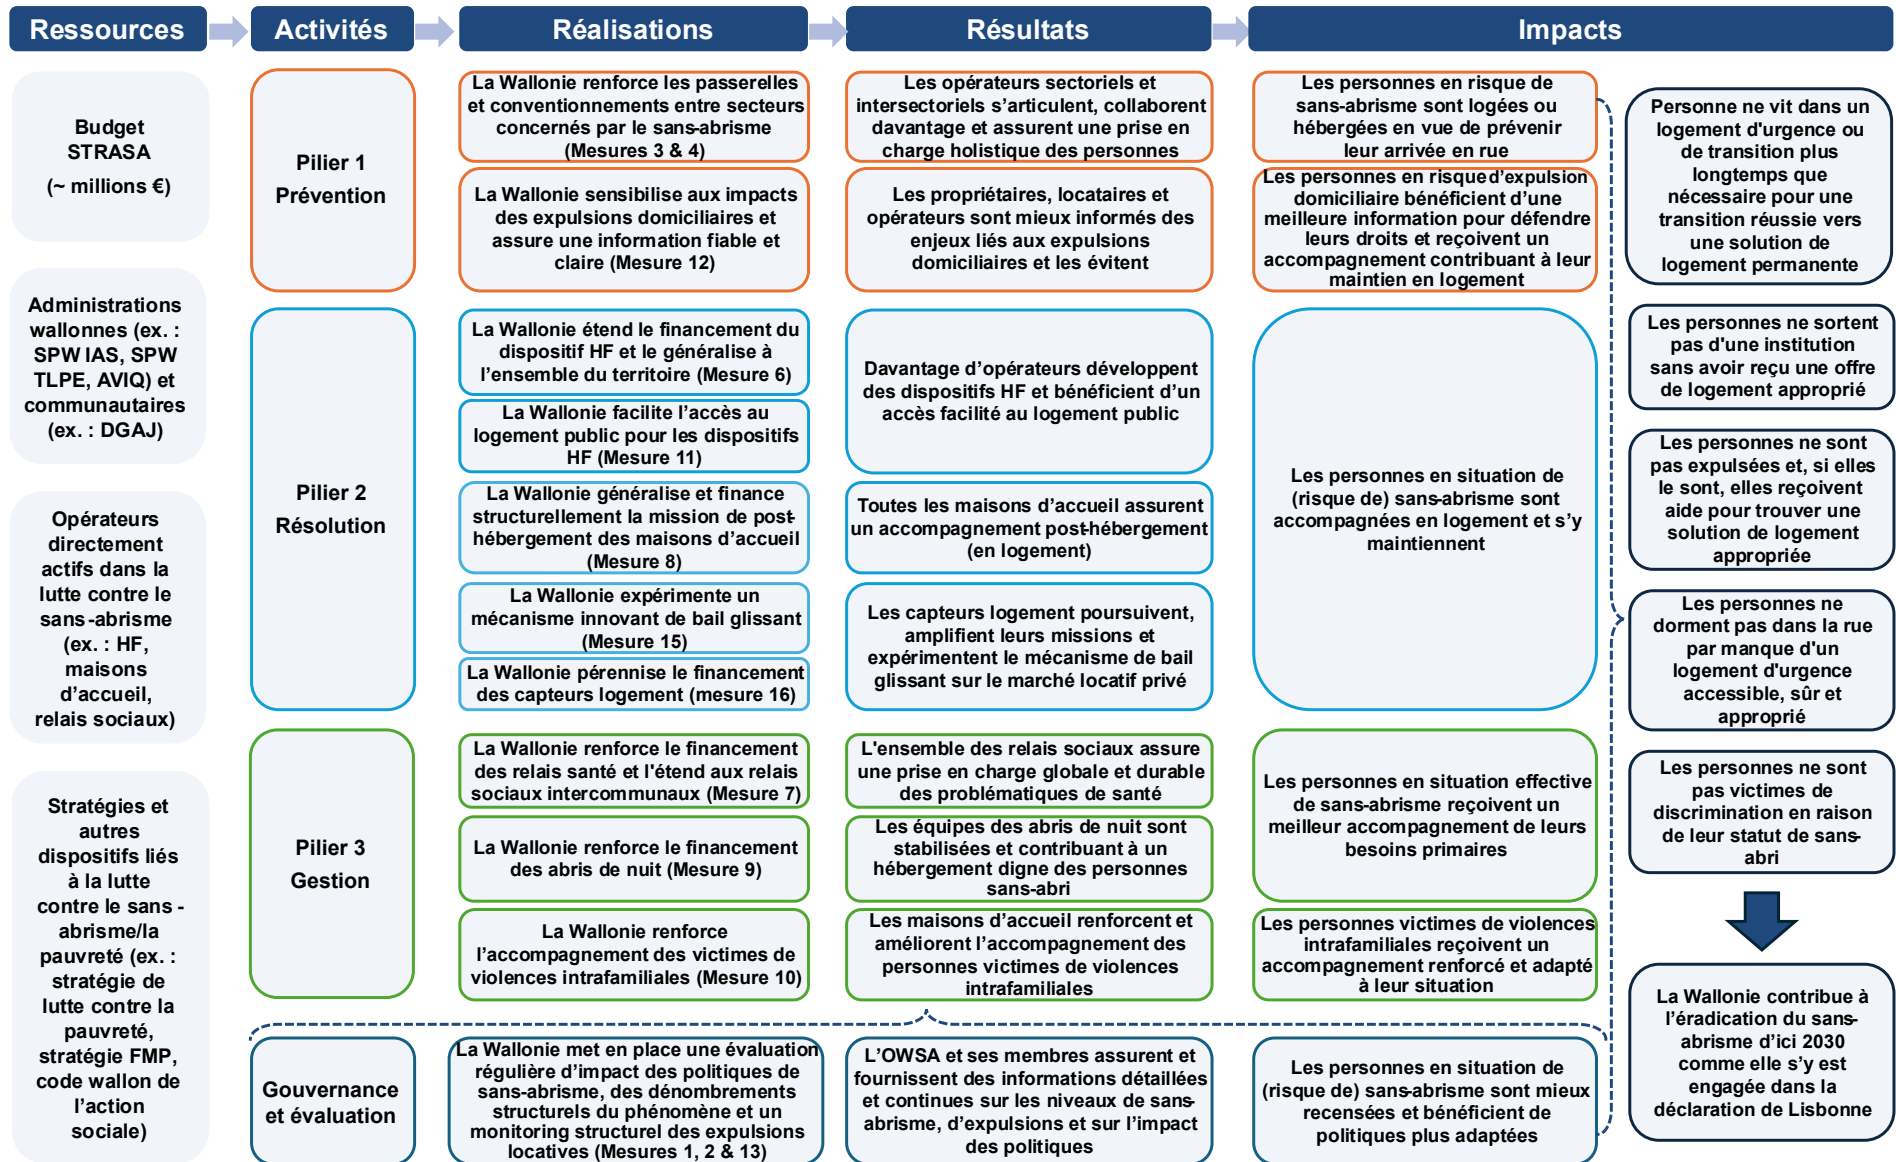 Ressources
Activités
Réalisations
Résultats
Impacts
Budget
STRASA
(~ millions €)
Administrations
wallonnes (ex. :
SPW IAS, SPW
TLPE, AVIQ) et
communautaires
(ex. : DGAJ)
Opérateurs
directement
actifs dans la
lutte contre le
sans-abrisme
(ex. : HF,
maisons
d’accueil,
relais sociaux)
Stratégies et
autres
dispositifs liés
à la lutte
contre le sans -
abrisme/la
pauvreté (ex. :
stratégie de
lutte contre la
pauvreté,
stratégie FMP,
code wallon de
l’action
sociale)
Pilier 1
Prévention
La Wallonie renforce les passerelles
et conventionnements entre secteurs
concernés par le sans-abrisme
(Mesures 3 & 4)
Les opérateurs sectoriels et
intersectoriels s’articulent, collaborent
davantage et assurent une prise en
charge holistique des personnes
Les personnes en risque de
sans-abrisme sont logées ou
hébergées en vue de prévenir
leur arrivée en rue
La Wallonie sensibilise aux impacts
des expulsions domiciliaires et
assure une information fiable et
claire (Mesure 12)
Les propriétaires, locataires et
opérateurs sont mieux informés des
enjeux liés aux expulsions
domiciliaires et les évitent
Les personnes en risque d’expulsion
domiciliaire bénéficient d’une
meilleure information pour défendre
leurs droits et reçoivent un
accompagnement contribuant à leur
maintien en logement
Pilier 2
Résolution
La Wallonie étend le financement du
dispositif HF et le généralise à
l’ensemble du territoire (Mesure 6)
La Wallonie facilite l’accès au
logement public pour les dispositifs
HF (Mesure 11)
Davantage d’opérateurs développent
des dispositifs HF et bénéficient d’un
accès facilité au logement public
La Wallonie généralise et finance
structurellement la mission de post-
hébergement des maisons d’accueil
(Mesure 8)
Toutes les maisons d’accueil assurent
un accompagnement post-hébergement
(en logement)
La Wallonie expérimente un
mécanisme innovant de bail glissant
(Mesure 15)
La Wallonie pérennise le financement
des capteurs logement (mesure 16)
Les capteurs logement poursuivent,
amplifient leurs missions et
expérimentent le mécanisme de bail
glissant sur le marché locatif privé
Les personnes en situation de
(risque de) sans-abrisme sont
accompagnées en logement et s’y
maintiennent
Pilier 3
Gestion
La Wallonie renforce le financement
des relais santé et l'étend aux relais
sociaux intercommunaux (Mesure 7)
L'ensemble des relais sociaux assure
une prise en charge globale et durable
des problématiques de santé
La Wallonie renforce le financement
des abris de nuit (Mesure 9)
Les équipes des abris de nuit sont
stabilisées et contribuant à un
hébergement digne des personnes
sans-abri
Les personnes en situation effective
de sans-abrisme reçoivent un
meilleur accompagnement de leurs
besoins primaires
La Wallonie renforce
l’accompagnement des victimes de
violences intrafamiliales (Mesure 10)
Les maisons d’accueil renforcent et
améliorent l’accompagnement des
personnes victimes de violences
intrafamiliales
Les personnes victimes de violences
intrafamiliales reçoivent un
accompagnement renforcé et adapté
à leur situation
Gouvernance
et évaluation
La Wallonie met en place une évaluation
régulière d’impact des politiques de
sans-abrisme, des dénombrements
structurels du phénomène et un
monitoring structurel des expulsions
locatives (Mesures 1, 2 & 13)
L’OWSA et ses membres assurent et
fournissent des informations détaillées
et continues sur les niveaux de sans-
abrisme, d’expulsions et sur l’impact
des politiques
Les personnes en situation de
(risque de) sans-abrisme sont mieux
recensées et bénéficient de
politiques plus adaptées
Personne ne vit dans un
logement d'urgence ou
de transition plus
longtemps que
nécessaire pour une
transition réussie vers
une solution de
logement permanente
Les personnes ne sortent
pas d'une institution
sans avoir reçu une offre
de logement approprié
Les personnes ne sont
pas expulsées et, si elles
le sont, elles reçoivent
aide pour trouver une
solution de logement
appropriée
Les personnes ne
dorment pas dans la rue
par manque d'un
logement d'urgence
accessible, sûr et
approprié
Les personnes ne sont
pas victimes de
discrimination en raison
de leur statut de sans-
abri
La Wallonie contribue à
l’éradication du sans-
abrisme d’ici 2030
comme elle s’y est
engagée dans la
déclaration de Lisbonne